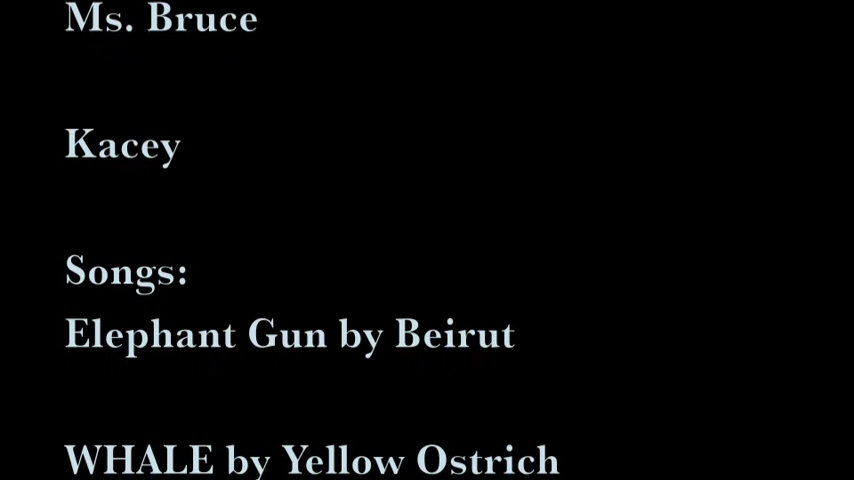 Ms. Bruce
Kacey
Songs:
Elephant Gun by Beirut
WHALE by Yellow Ostrich